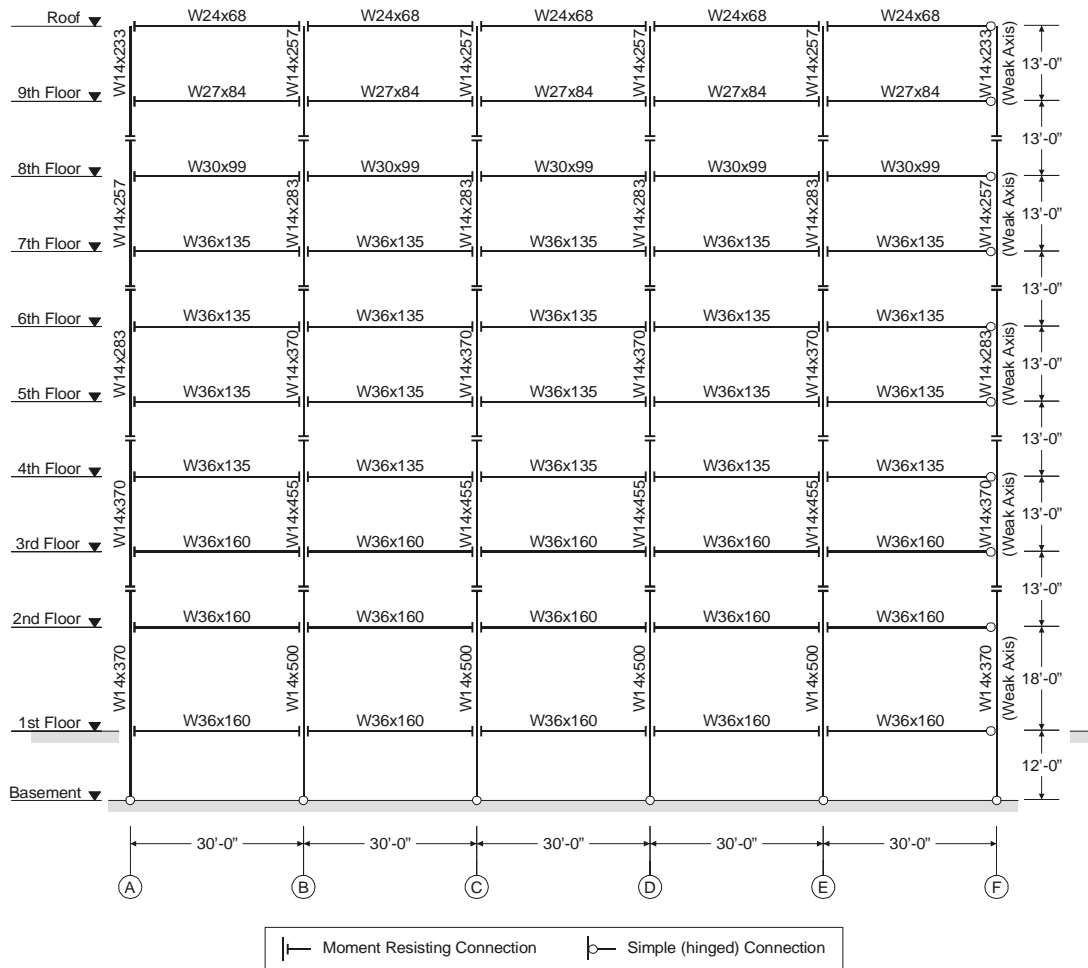 Roof
W24x68 W24x68 W24x68 W24x68 W24x68
W14x233 W14x257 W14x257 W14x257 W14x257 W14x233 (Weak Axis)
13'-0"
9th Floor
W27x84 W27x84 W27x84 W27x84 W27x84
13'-0"
8th Floor
W30x99 W30x99 W30x99 W30x99 W30x99
W14x257 W14x283 W14x283 W14x283 W14x283 W14x257 (Weak Axis)
13'-0"
7th Floor
W36x135 W36x135 W36x135 W36x135 W36x135
13'-0"
6th Floor
W36x135 W36x135 W36x135 W36x135 W36x135
W14x283 W14x370 W14x370 W14x370 W14x370 W14x283 (Weak Axis)
13'-0"
5th Floor
W36x135 W36x135 W36x135 W36x135 W36x135
13'-0"
4th Floor
W36x135 W36x135 W36x135 W36x135 W36x135
W14x370 W14x455 W14x455 W14x455 W14x455 W14x370 (Weak Axis)
13'-0"
3rd Floor
W36x160 W36x160 W36x160 W36x160 W36x160
13'-0"
2nd Floor
W36x160 W36x160 W36x160 W36x160 W36x160
W14x370 W14x500 W14x500 W14x500 W14x500 W14x370 (Weak Axis)
18'-0"
1st Floor
W36x160 W36x160 W36x160 W36x160 W36x160
12'-0"
Basement
30'-0" 30'-0" 30'-0" 30'-0" 30'-0"
A B C D E F
Moment Resisting Connection Simple (hinged) Connection